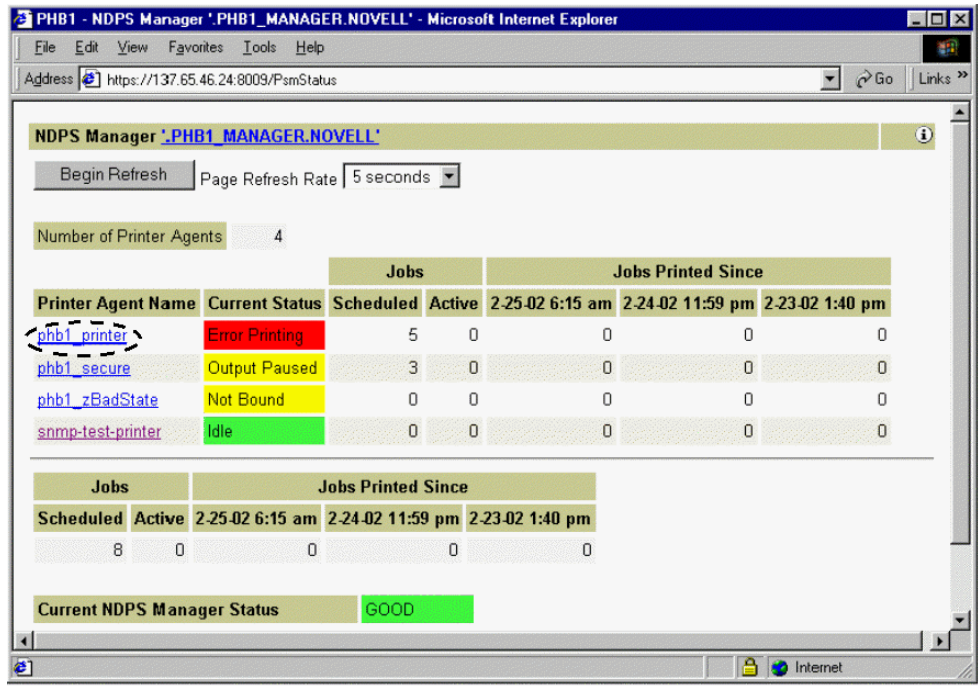 PHB1 - NDPS Manager '.PHB1_MANAGER.NOVELL' - Microsoft Internet Explorer
File Edit View Favorites Tools Help
Address https://137.65.46.24:8009/PsmStatus Go Links »
NDPS Manager '.PHB1_MANAGER.NOVELL'
Begin Refresh Page Refresh Rate 5 seconds
Number of Printer Agents 4
Jobs Jobs Printed Since
Printer Agent Name Current Status Scheduled Active 2-25-02 6:15 am 2-24-02 11:59 pm 2-23-02 1:40 pm
phb1_printer Error Printing 5 0 0 0 0
phb1_secure Output Paused 3 0 0 0 0
phb1_zBadState Not Bound 0 0 0 0 0
snmp-test-printer Idle 0 0 0 0 0
Jobs Jobs Printed Since
Scheduled Active 2-25-02 6:15 am 2-24-02 11:59 pm 2-23-02 1:40 pm
8 0 0 0 0
Current NDPS Manager Status GOOD
Internet